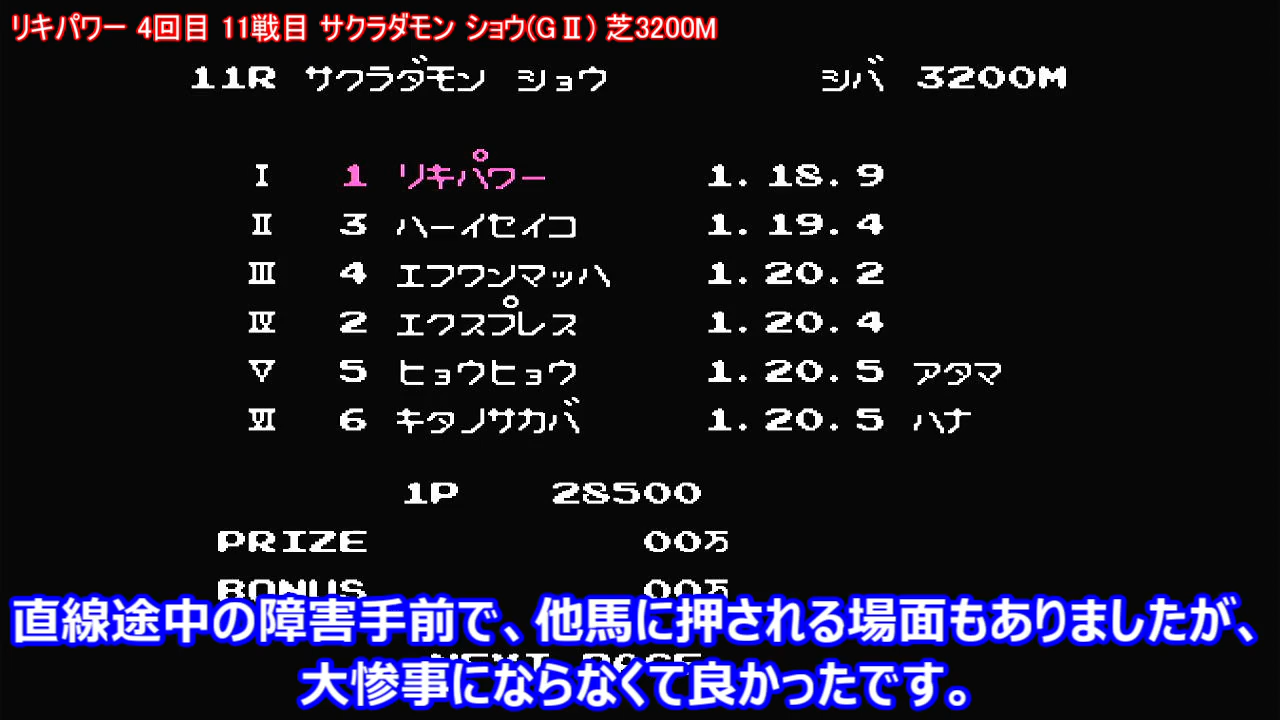 リキパワー 4回目 11戦目 サクラダモン ショウ(GⅡ) 芝3200M
11R サクラダモン ショウ シバ 3200M
Ⅰ 1 リキパワー 1.18.9
Ⅱ 3 ハーイセイコ 1.19.4
Ⅲ 4 エフワンマッハ 1.20.2
Ⅳ 2 エクスプレス 1.20.4
Ⅴ 5 ヒョウヒョウ 1.20.5 アタマ
Ⅵ 6 キタノサカバ 1.20.5 ハナ
1P 28500
PRIZE 00万
BONUS 00万
直線途中の障害手前で、他馬に押される場面もありましたが、
NEXT RACE
大惨事にならなくて良かったです。